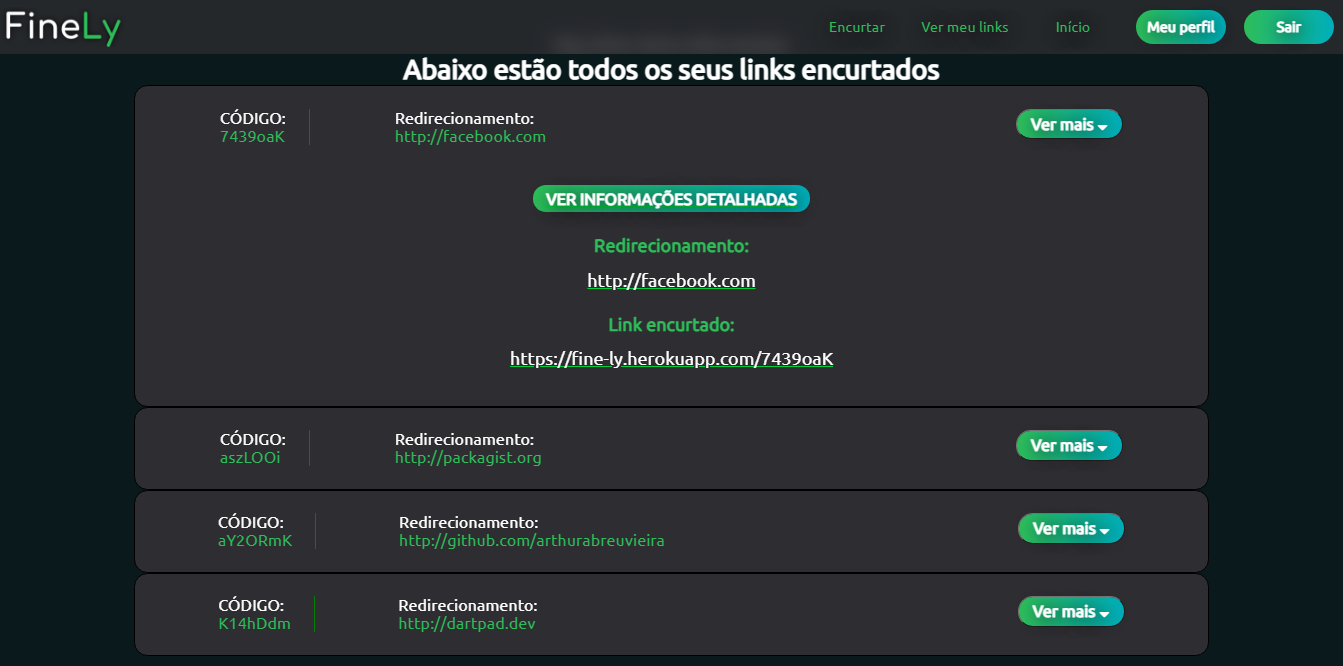 FineLy
Encurtar Ver meu links Início Meu perfil Sair
Abaixo estão todos os seus links encurtados
CÓDIGO: Redirecionamento: Ver mais
7439oaK http://facebook.com
VER INFORMAÇÕES DETALHADAS
Redirecionamento:
http://facebook.com
Link encurtado:
https://fine-ly.herokuapp.com/7439oaK
CÓDIGO: Redirecionamento: Ver mais
aszLOOi http://packagist.org
CÓDIGO: Redirecionamento: Ver mais
aY2ORmK http://github.com/arthurabreuvieira
CÓDIGO: Redirecionamento: Ver mais
K14hDdm http://dartpad.dev